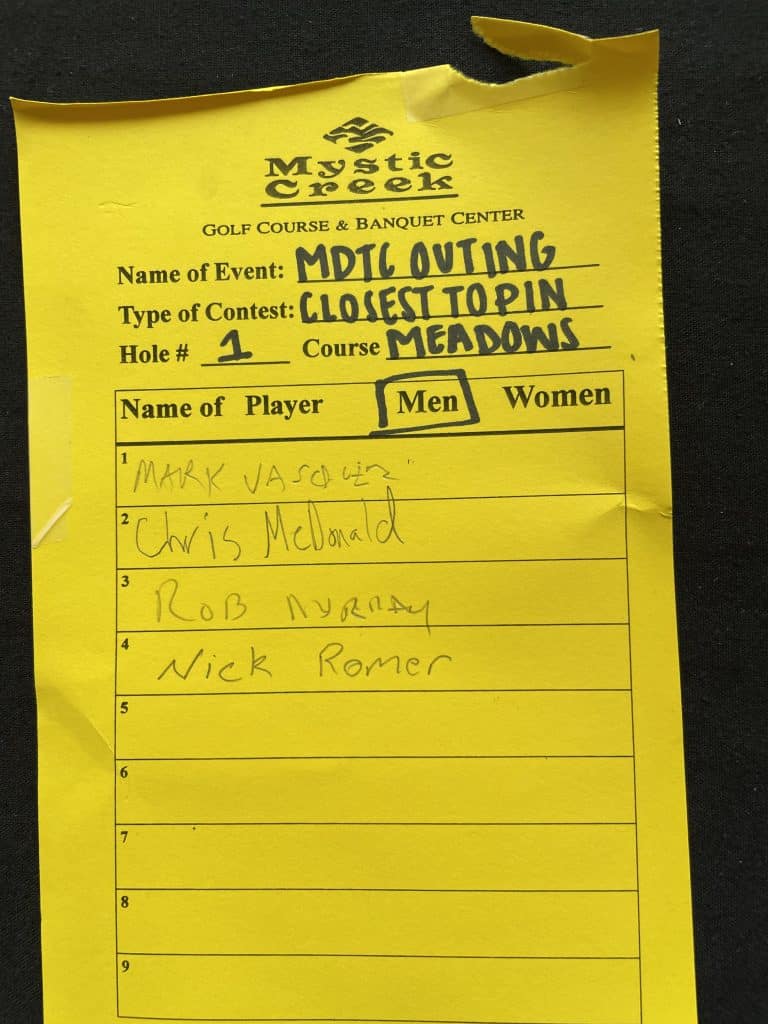 Mystic
Creek
GOLF COURSE & BANQUET CENTER
Name of Event: MDTC OUTING
Type of Contest: CLOSEST TO PIN
Hole # 1 Course MEADOWS
Name of Player Men Women
1 MARK VASQUEZ
2 Chris McDonald
3 ROB MURRAY
4 Nick Romer
5
6
7
8
9